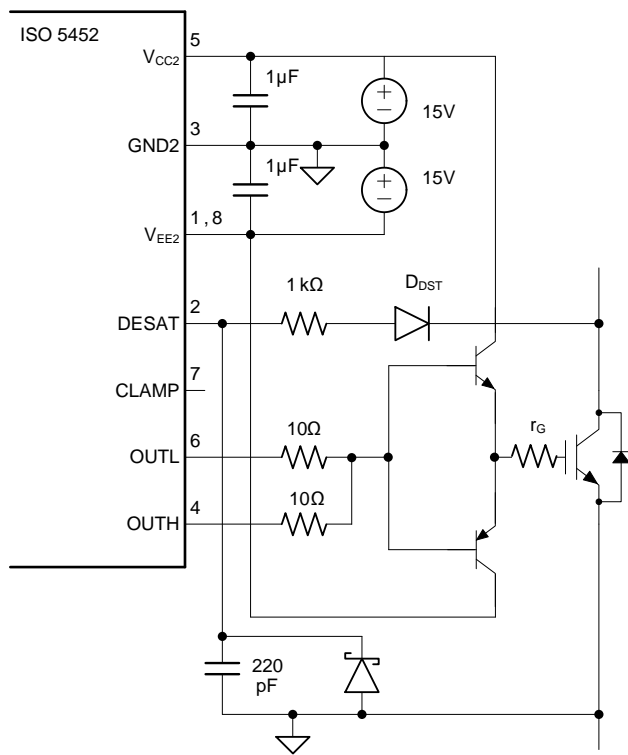 ISO 5452
5
VCC2
1µF
15V
3
GND2
1µF
15V
1, 8
VEE2
1 kΩ
DDST
2
DESAT
7
CLAMP
10Ω
rG
6
OUTL
10Ω
4
OUTH
220
pF